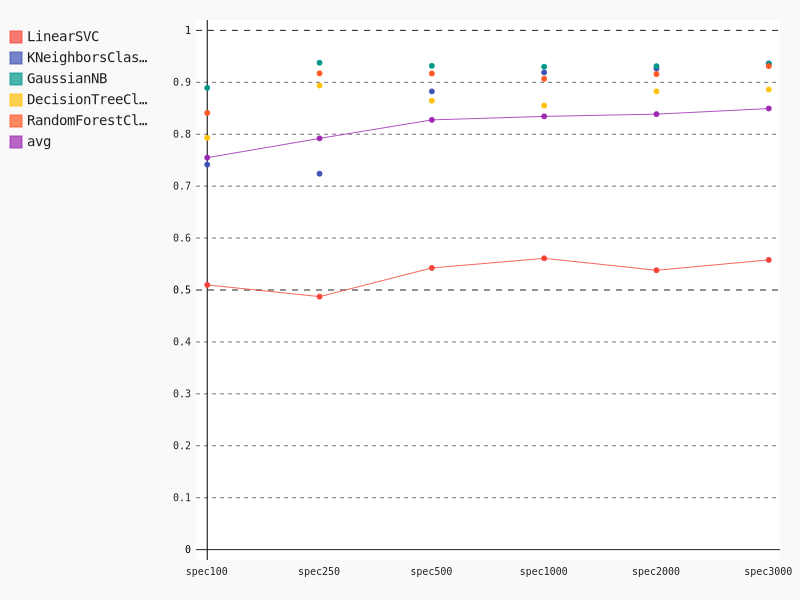 LinearSVC
KNeighborsClas…
GaussianNB
DecisionTreeCl…
RandomForestCl…
avg
1
0.9
0.8
0.7
0.6
0.5
0.4
0.3
0.2
0.1
0
spec100 spec250 spec500 spec1000 spec2000 spec3000